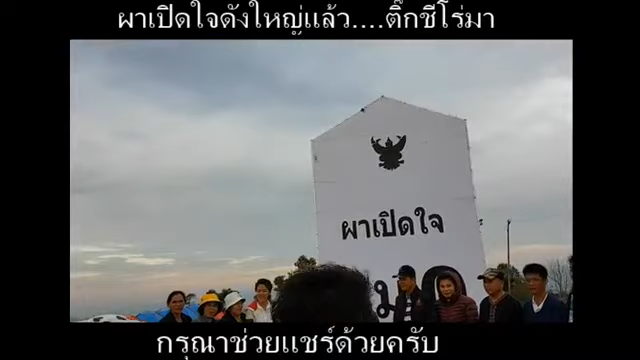 ผาเปิดใจดังใหญ่แล้ว....ติ๊กชีโร่มา
ผาเปิดใจ
กรุณาช่วยแชร์ด้วยครับ